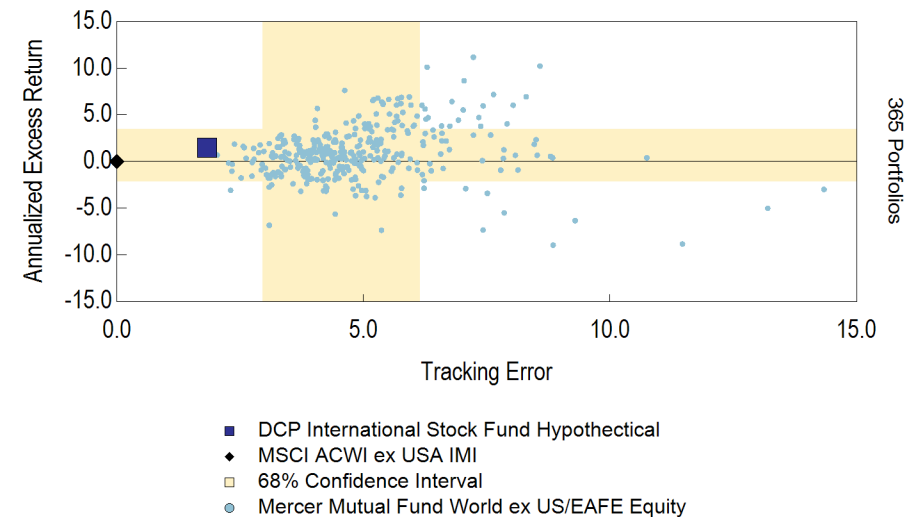 15.0
10.0
5.0
0.0
-5.0
-10.0
-15.0
Annualized Excess Return
0.0
5.0
10.0
15.0
Tracking Error
365 Portfolios
DCP International Stock Fund Hypothectical
MSCI ACWI ex USA IMI
68% Confidence Interval
Mercer Mutual Fund World ex US/EAFE Equity